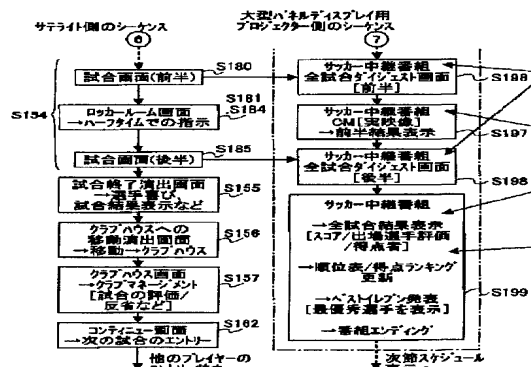 サテライト側のシーケンス
6
試合画面(前半)
S180
S154
S181
S184
ロッカールーム画面
→ハーフタイムでの指示
試合画面(後半)
S185
試合終了演出画面
→選手喜び、
試合結果表示など
S155
クラブハウスへの
移動演出画面
→移動→クラブハウス
S156
クラブハウス画面
→クラブマネージメント
[試合の評価/
反省など]
S157
コンティニュー画面
→次の試合のエントリー
S162
他のプレイヤーの
大型パネルディスプレイ用
プロジェクター側のシーケンス
7
サッカー中継番組
全試合ダイジェスト画面
[前半]
S198
サッカー中継番組
CM[実映像]
→前半結果表示
S197
サッカー中継番組
全試合ダイジェスト画面
[後半]
S198
サッカー中継番組
→全試合結果表示
[スコア/出場選手評価
/得点者]
→順位表/得点ランキング
更新
→ベストイレブン発表
[最優秀選手を表示]
→番組エンディング
S199
次節スケジュール